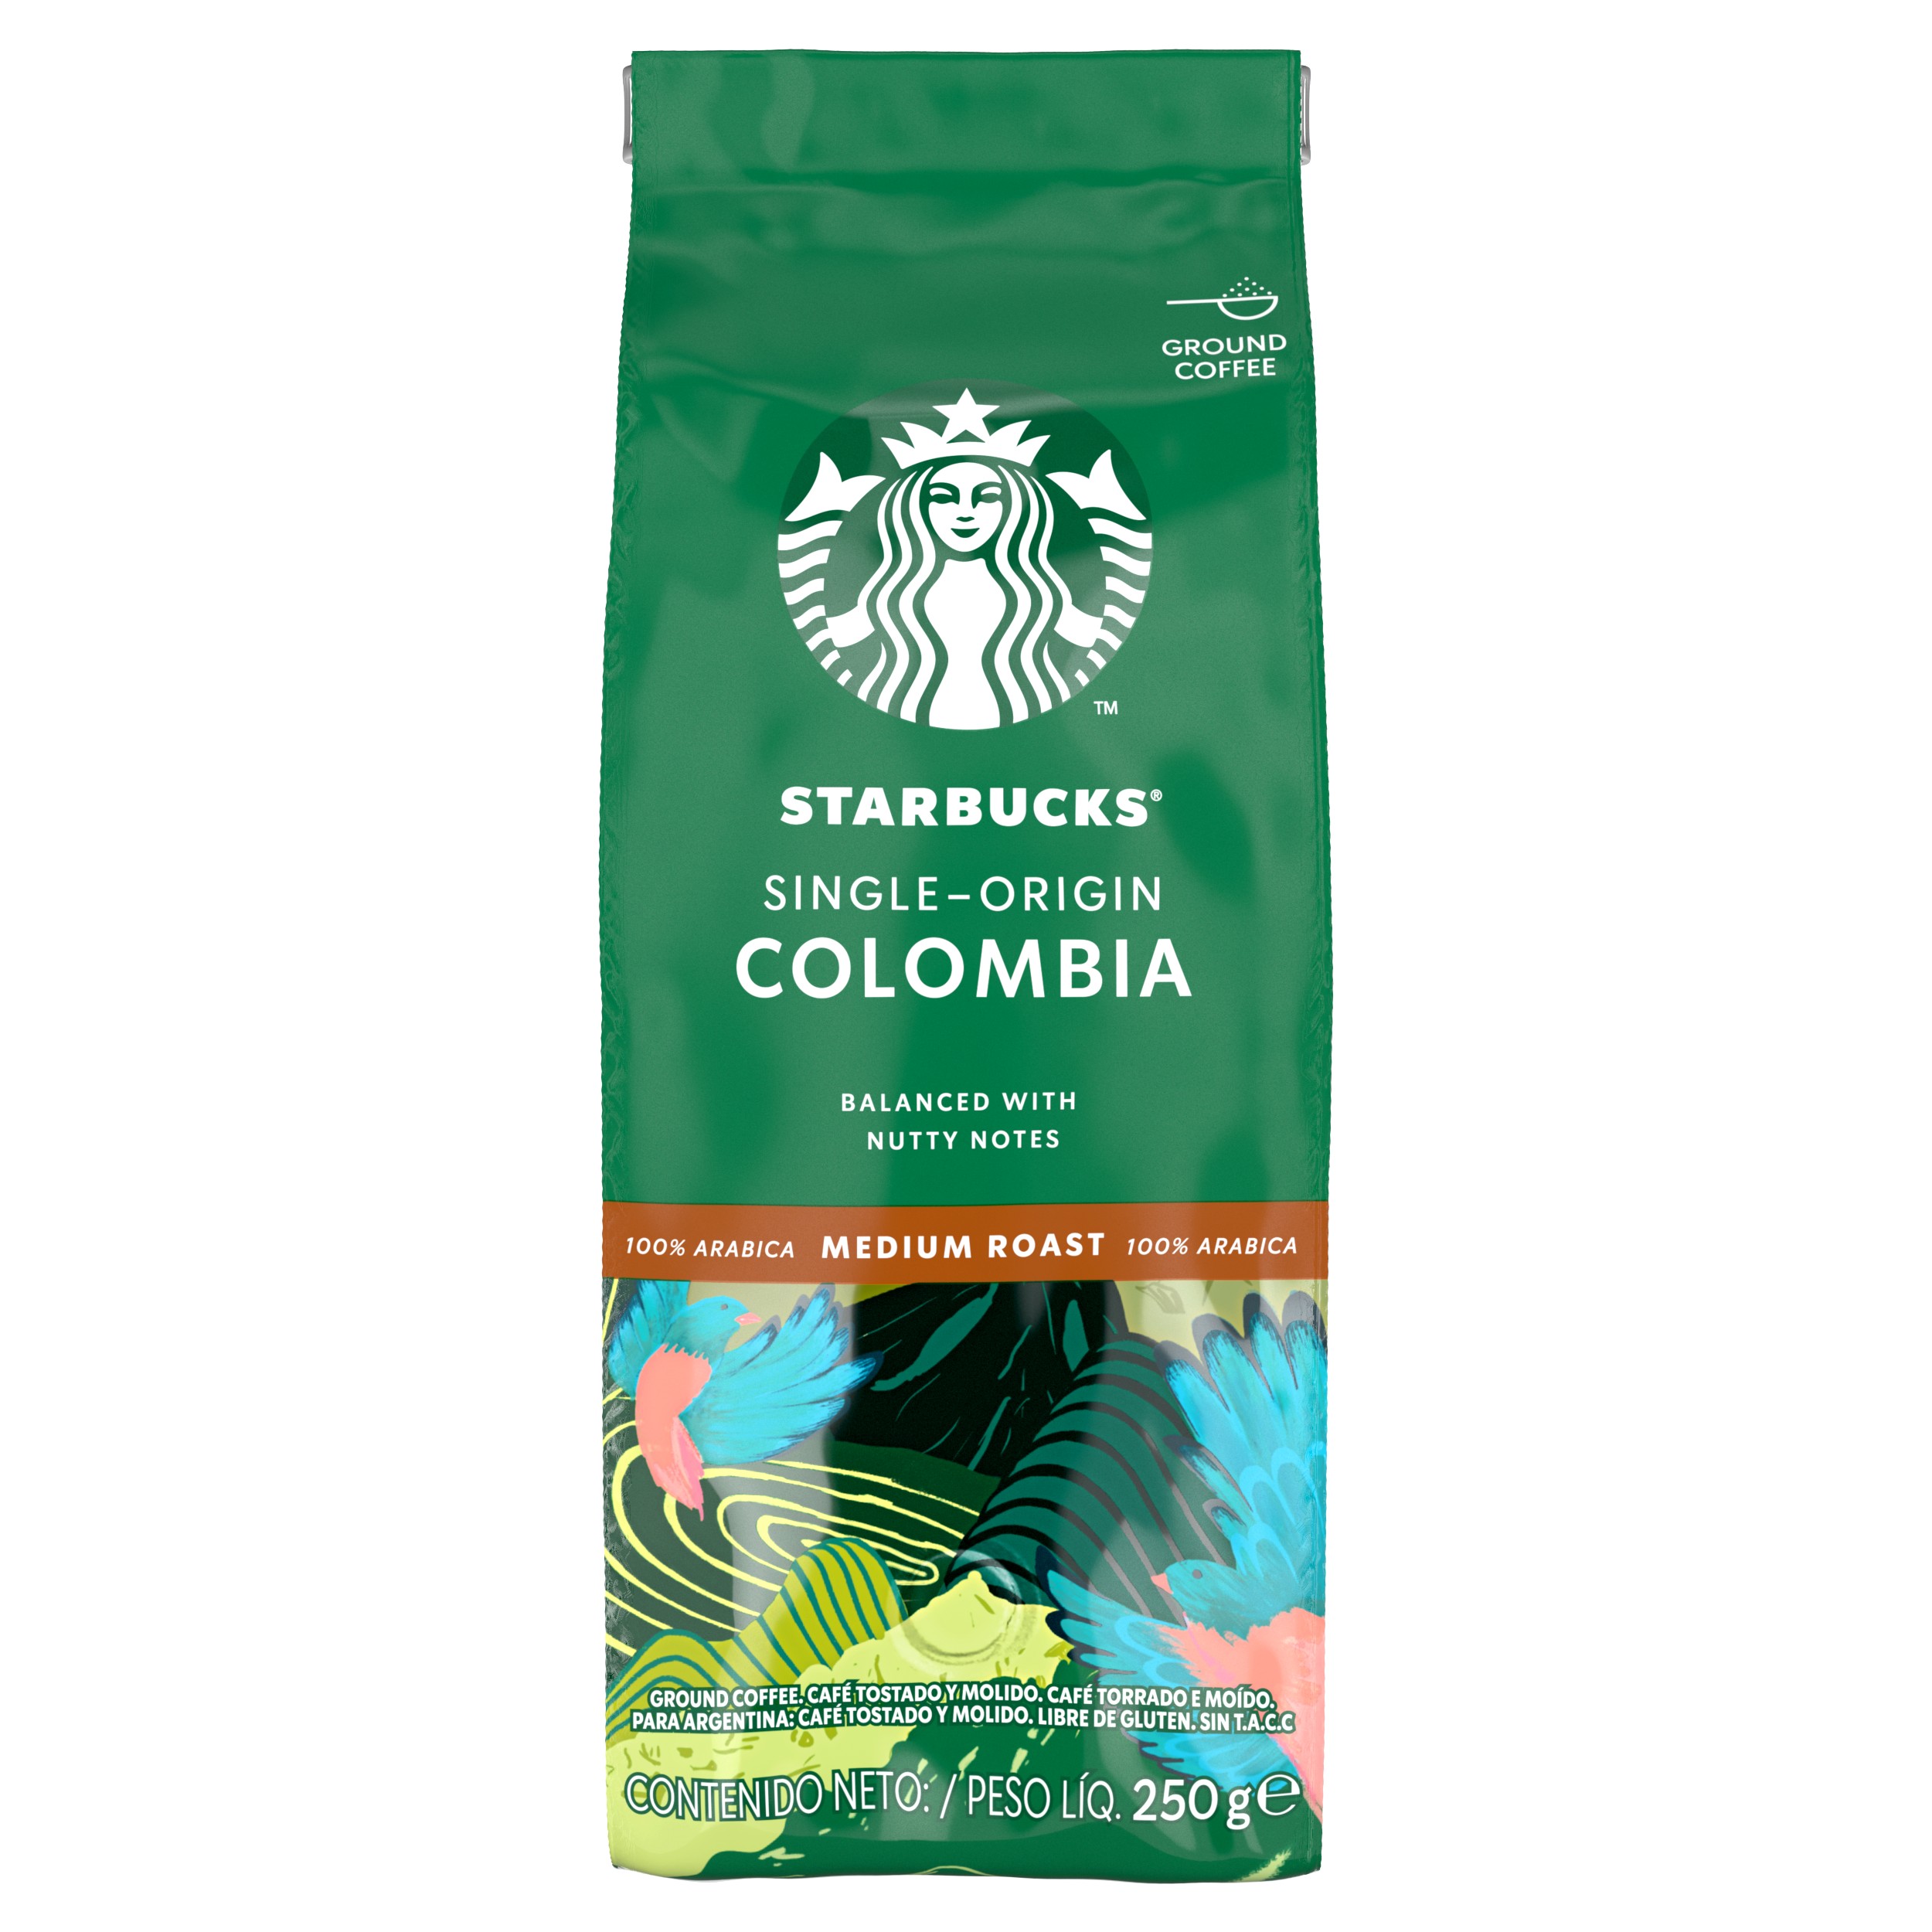 GROUND
COFFEE
TM
STARBUCKS®
SINGLE–ORIGIN
COLOMBIA
BALANCED WITH
NUTTY NOTES
100% ARABICA MEDIUM ROAST 100% ARABICA
GROUND COFFEE. CAFÉ TOSTADO Y MOLIDO. CAFÉ TORRADO E MOÍDO.
PARA ARGENTINA: CAFÉ TOSTADO Y MOLIDO. LIBRE DE GLUTEN. SIN T.A.C.C
CONTENIDO NETO: / PESO LÍQ. 250 g ℮